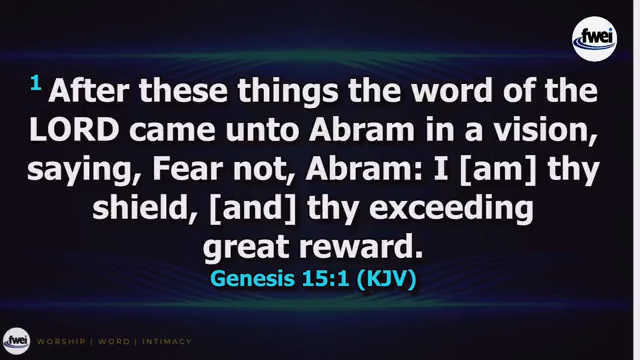 fwei
1 After these things the word of the
LORD came unto Abram in a vision,
saying, Fear not, Abram: I [am] thy
shield, [and] thy exceeding
great reward.
Genesis 15:1 (KJV)
fwei WORSHIP | WORD | INTIMACY